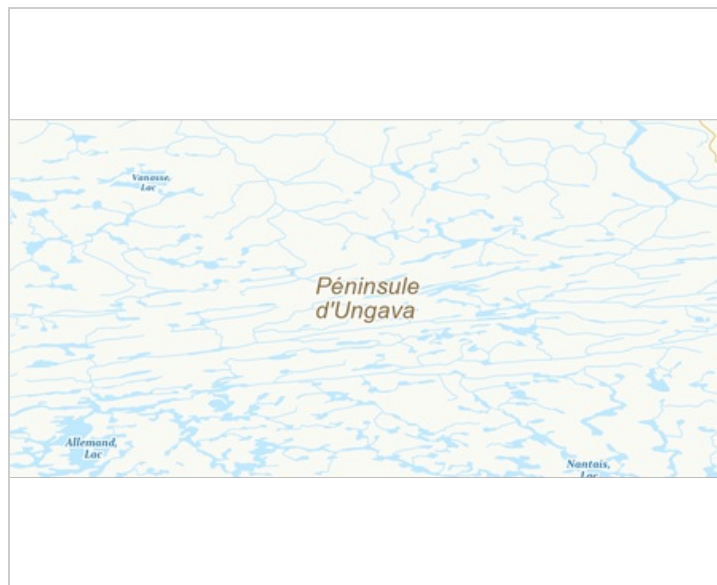 Vanasse,
Lac
Péninsule
d'Ungava
Allemand,
Lac
Nantais,
Lac